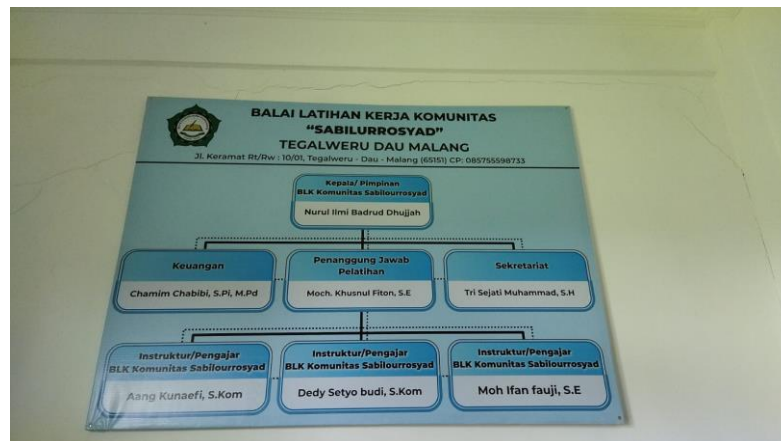 BALAI LATIHAN KERJA KOMUNITAS
“SABILURROSYAD”
TEGALWERU DAU MALANG
Jl. Keramat Rt/Rw : 10/01, Tegalweru - Dau - Malang (65151) CP: 085755598733
Kepala/ Pimpinan
BLK Komunitas Sabilourrosyad
Nurul Ilmi Badrud Dhujjah
Keuangan
Chamim Chabibi, S.Pi, M.Pd
Penanggung Jawab
Pelatihan
Moch. Khusnul Fiton, S.E
Sekretariat
Tri Sejati Muhammad, S.H
Instruktur/Pengajar
BLK Komunitas Sabilourrosyad
Aang Kunaefi, S.Kom
Instruktur/Pengajar
BLK Komunitas Sabilourrosyad
Dedy Setyo budi, S.Kom
Instruktur/Pengajar
BLK Komunitas Sabilourrosyad
Moh Ifan fauji, S.E